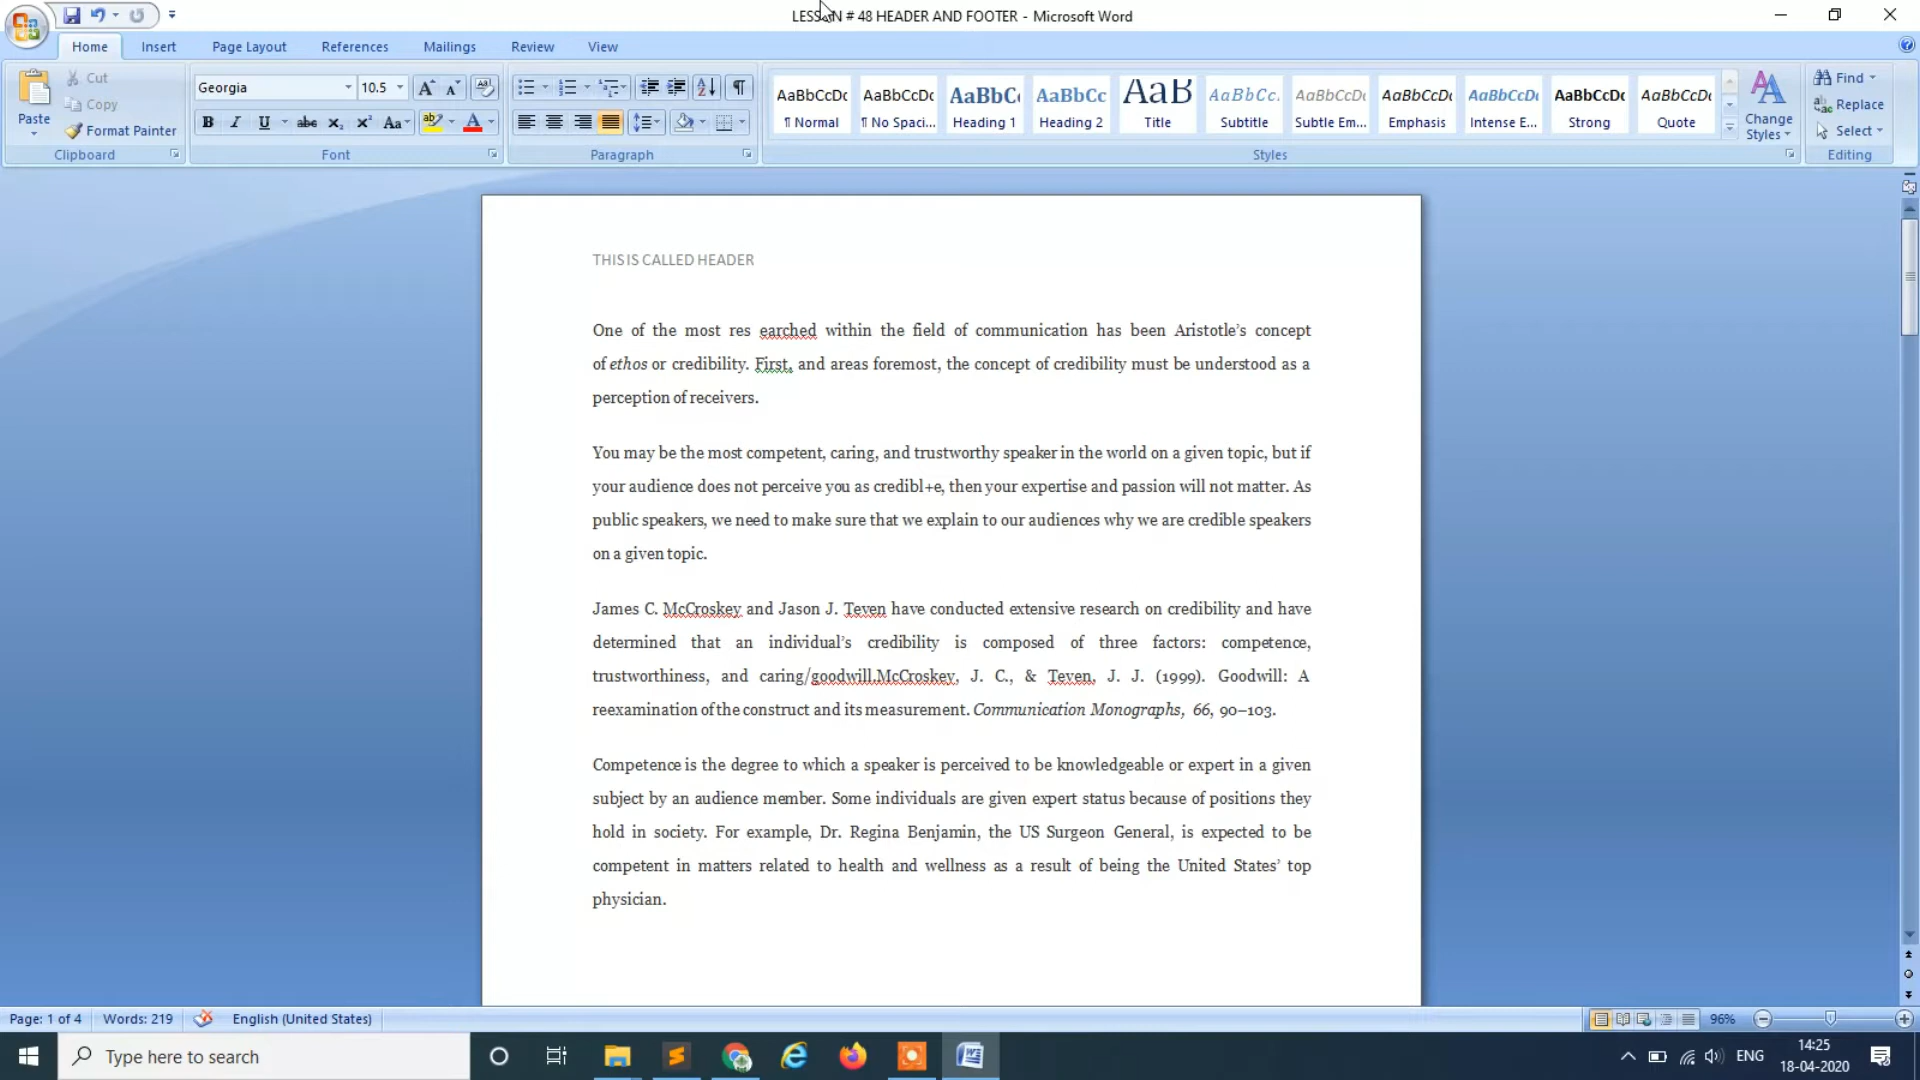 LESSON # 48 HEADER AND FOOTER - Microsoft Word
Home Insert Page Layout References Mailings Review View
Paste
Cut
Copy
Format Painter
Clipboard
Georgia 10.5
Font
Paragraph
AaBbCcDc AaBbCcDc AaBbC AaBbCc AaB AaBbCc. AaBbCcDc AaBbCcDc AaBbCcDc AaBbCcDc AaBbCcDc
¶ Normal ¶ No Spaci... Heading 1 Heading 2 Title Subtitle Subtle Em... Emphasis Intense E... Strong Quote
Change
Styles
Styles
Find
Replace
Select
Editing
THIS IS CALLED HEADER
One of the most res earched within the field of communication has been Aristotle’s concept
of ethos or credibility. First, and areas foremost, the concept of credibility must be understood as a
perception of receivers.
You may be the most competent, caring, and trustworthy speaker in the world on a given topic, but if
your audience does not perceive you as credibl+e, then your expertise and passion will not matter. As
public speakers, we need to make sure that we explain to our audiences why we are credible speakers
on a given topic.
James C. McCroskey and Jason J. Teven have conducted extensive research on credibility and have
determined that an individual’s credibility is composed of three factors: competence,
trustworthiness, and caring/goodwill.McCroskey, J. C., & Teven, J. J. (1999). Goodwill: A
reexamination of the construct and its measurement. Communication Monographs, 66, 90–103.
Competence is the degree to which a speaker is perceived to be knowledgeable or expert in a given
subject by an audience member. Some individuals are given expert status because of positions they
hold in society. For example, Dr. Regina Benjamin, the US Surgeon General, is expected to be
competent in matters related to health and wellness as a result of being the United States’ top
physician.
Page: 1 of 4 Words: 219 English (United States) 96%
Type here to search
ENG
14:25
18-04-2020